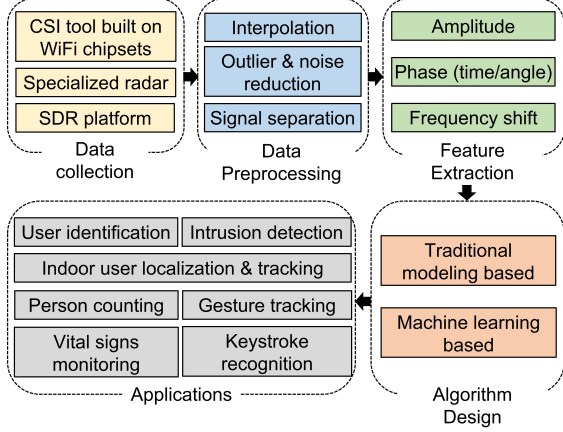 CSI tool built on
WiFi chipsets
Specialized radar
SDR platform
Data
collection
Interpolation
Outlier & noise
reduction
Signal separation
Data
Preprocessing
Amplitude
Phase (time/angle)
Frequency shift
Feature
Extraction
Traditional
modeling based
Machine learning
based
Algorithm
Design
User identification
Intrusion detection
Indoor user localization & tracking
Person counting
Gesture tracking
Vital signs
monitoring
Keystroke
recognition
Applications